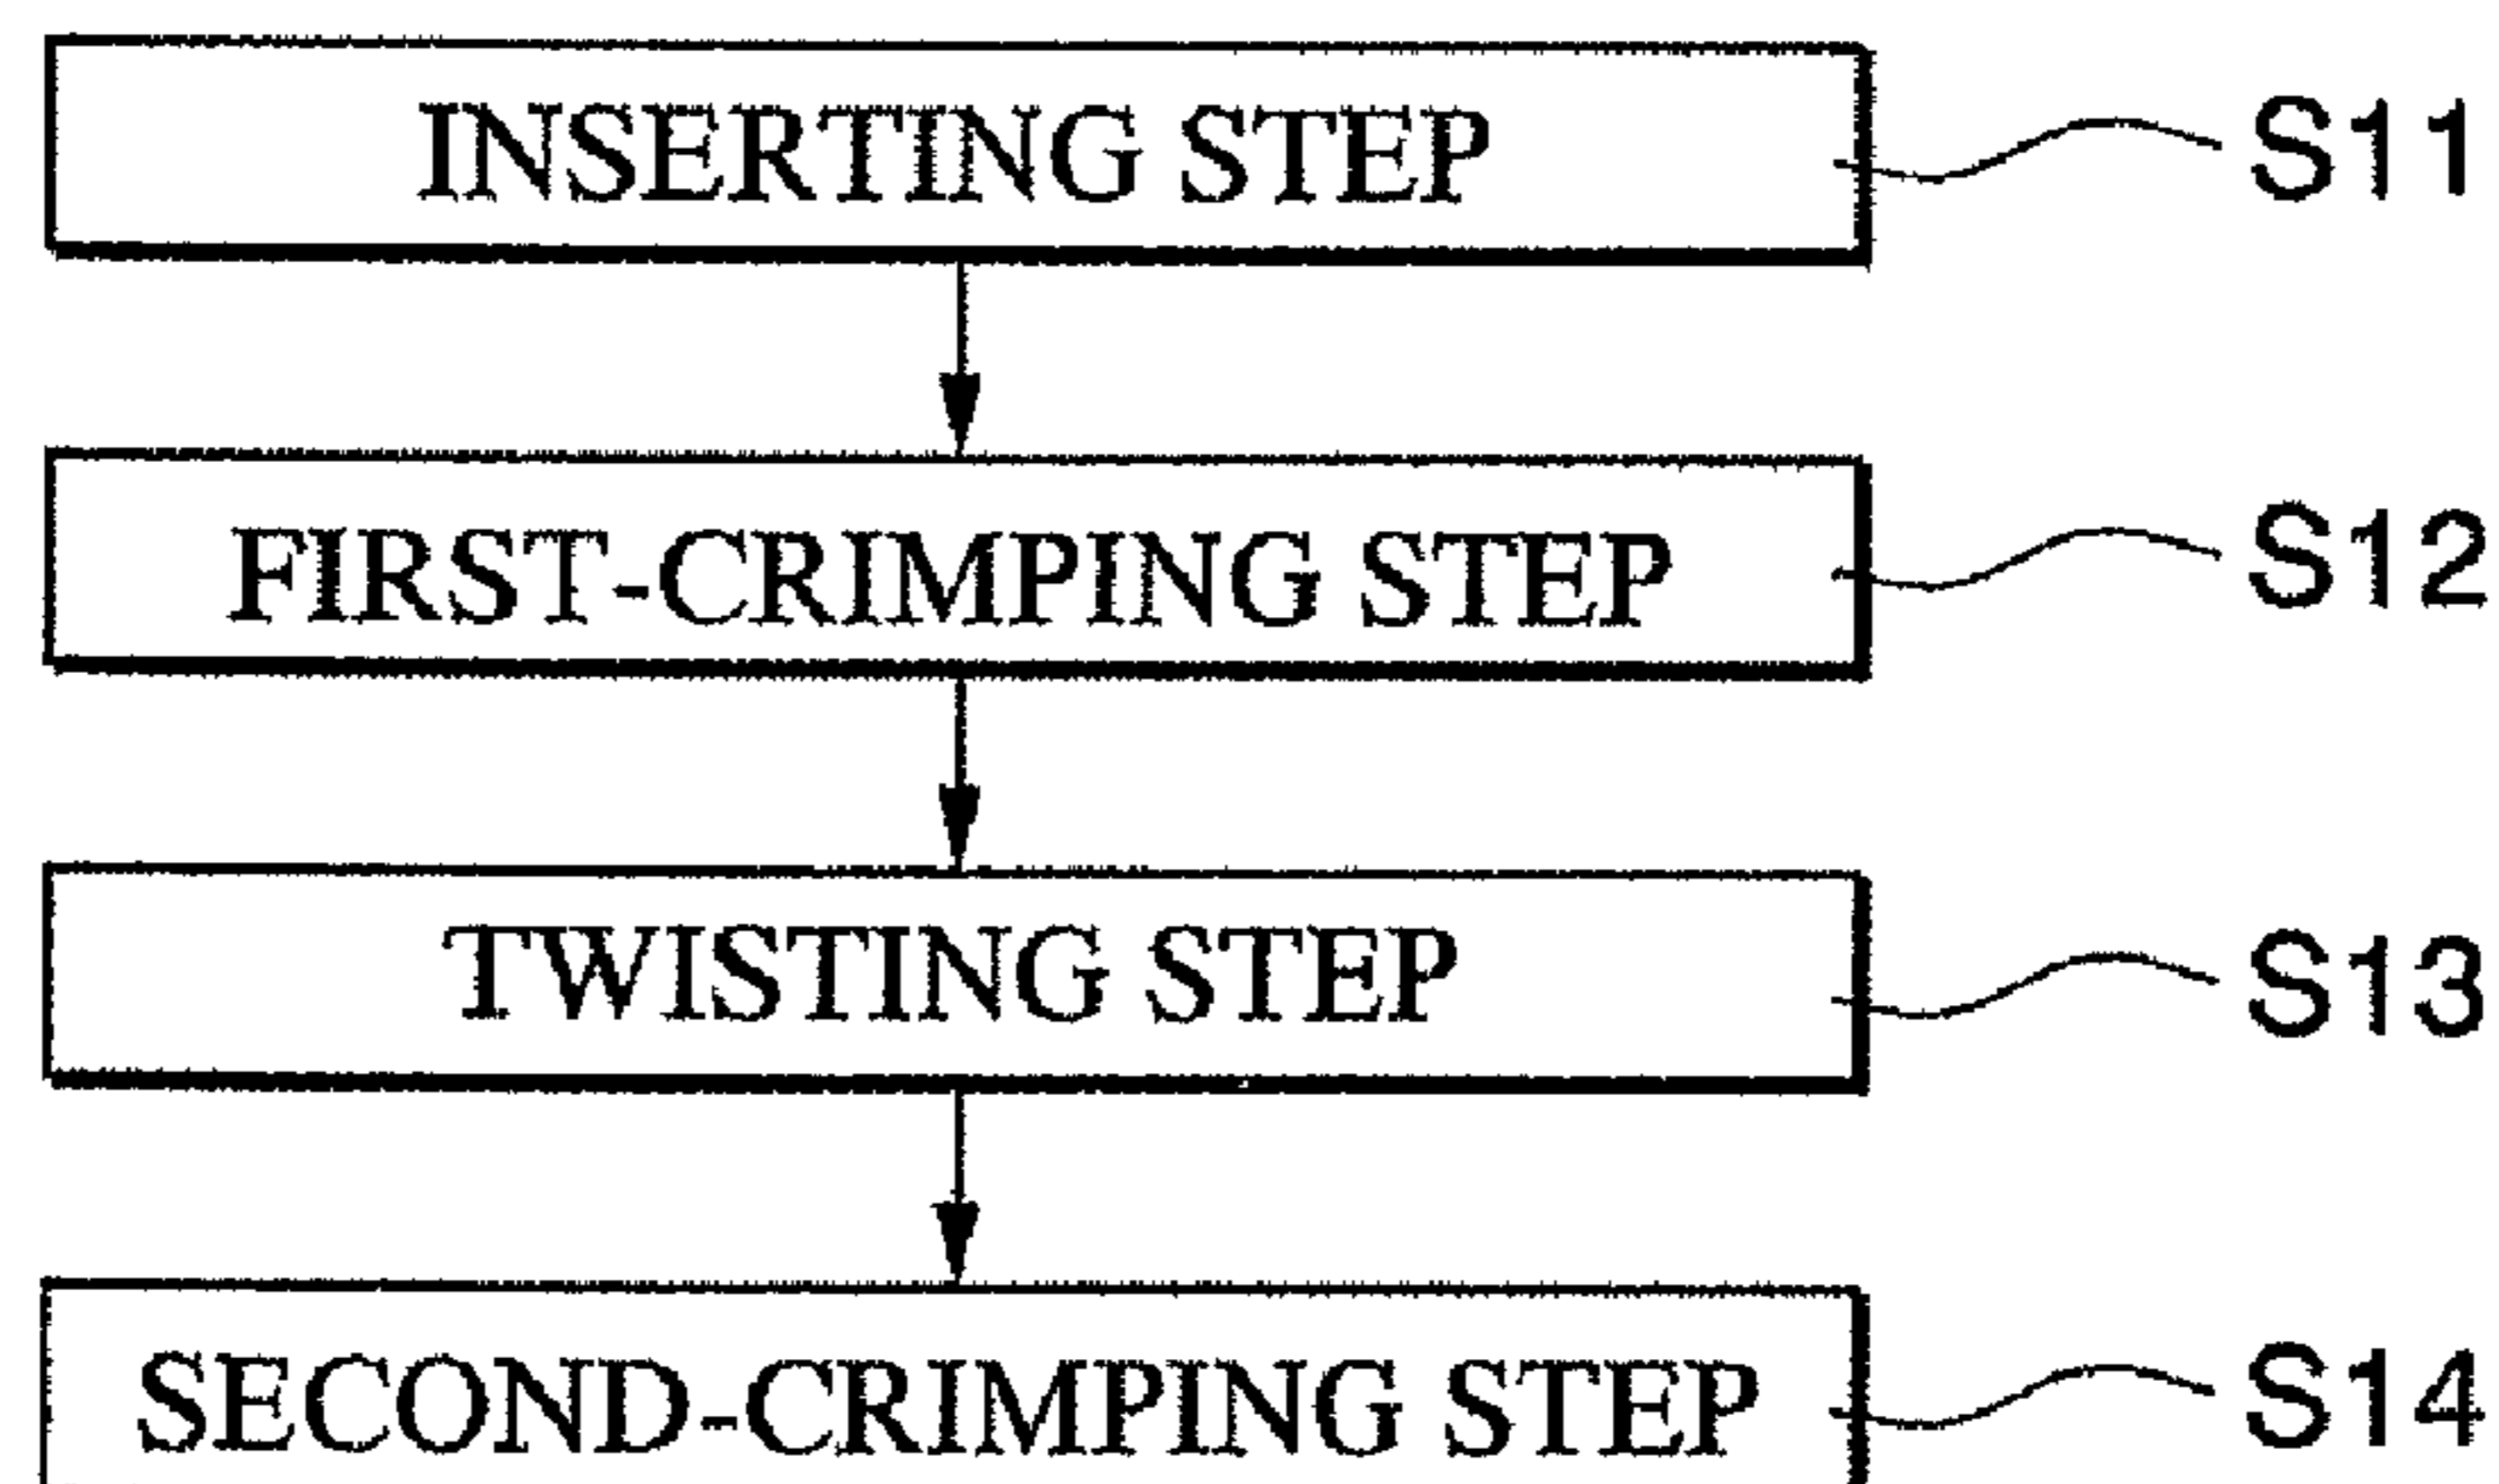 INSERTING STEP S11
FIRST-CRIMPING STEP S12
TWISTING STEP S13
SECOND-CRIMPING STEP S14